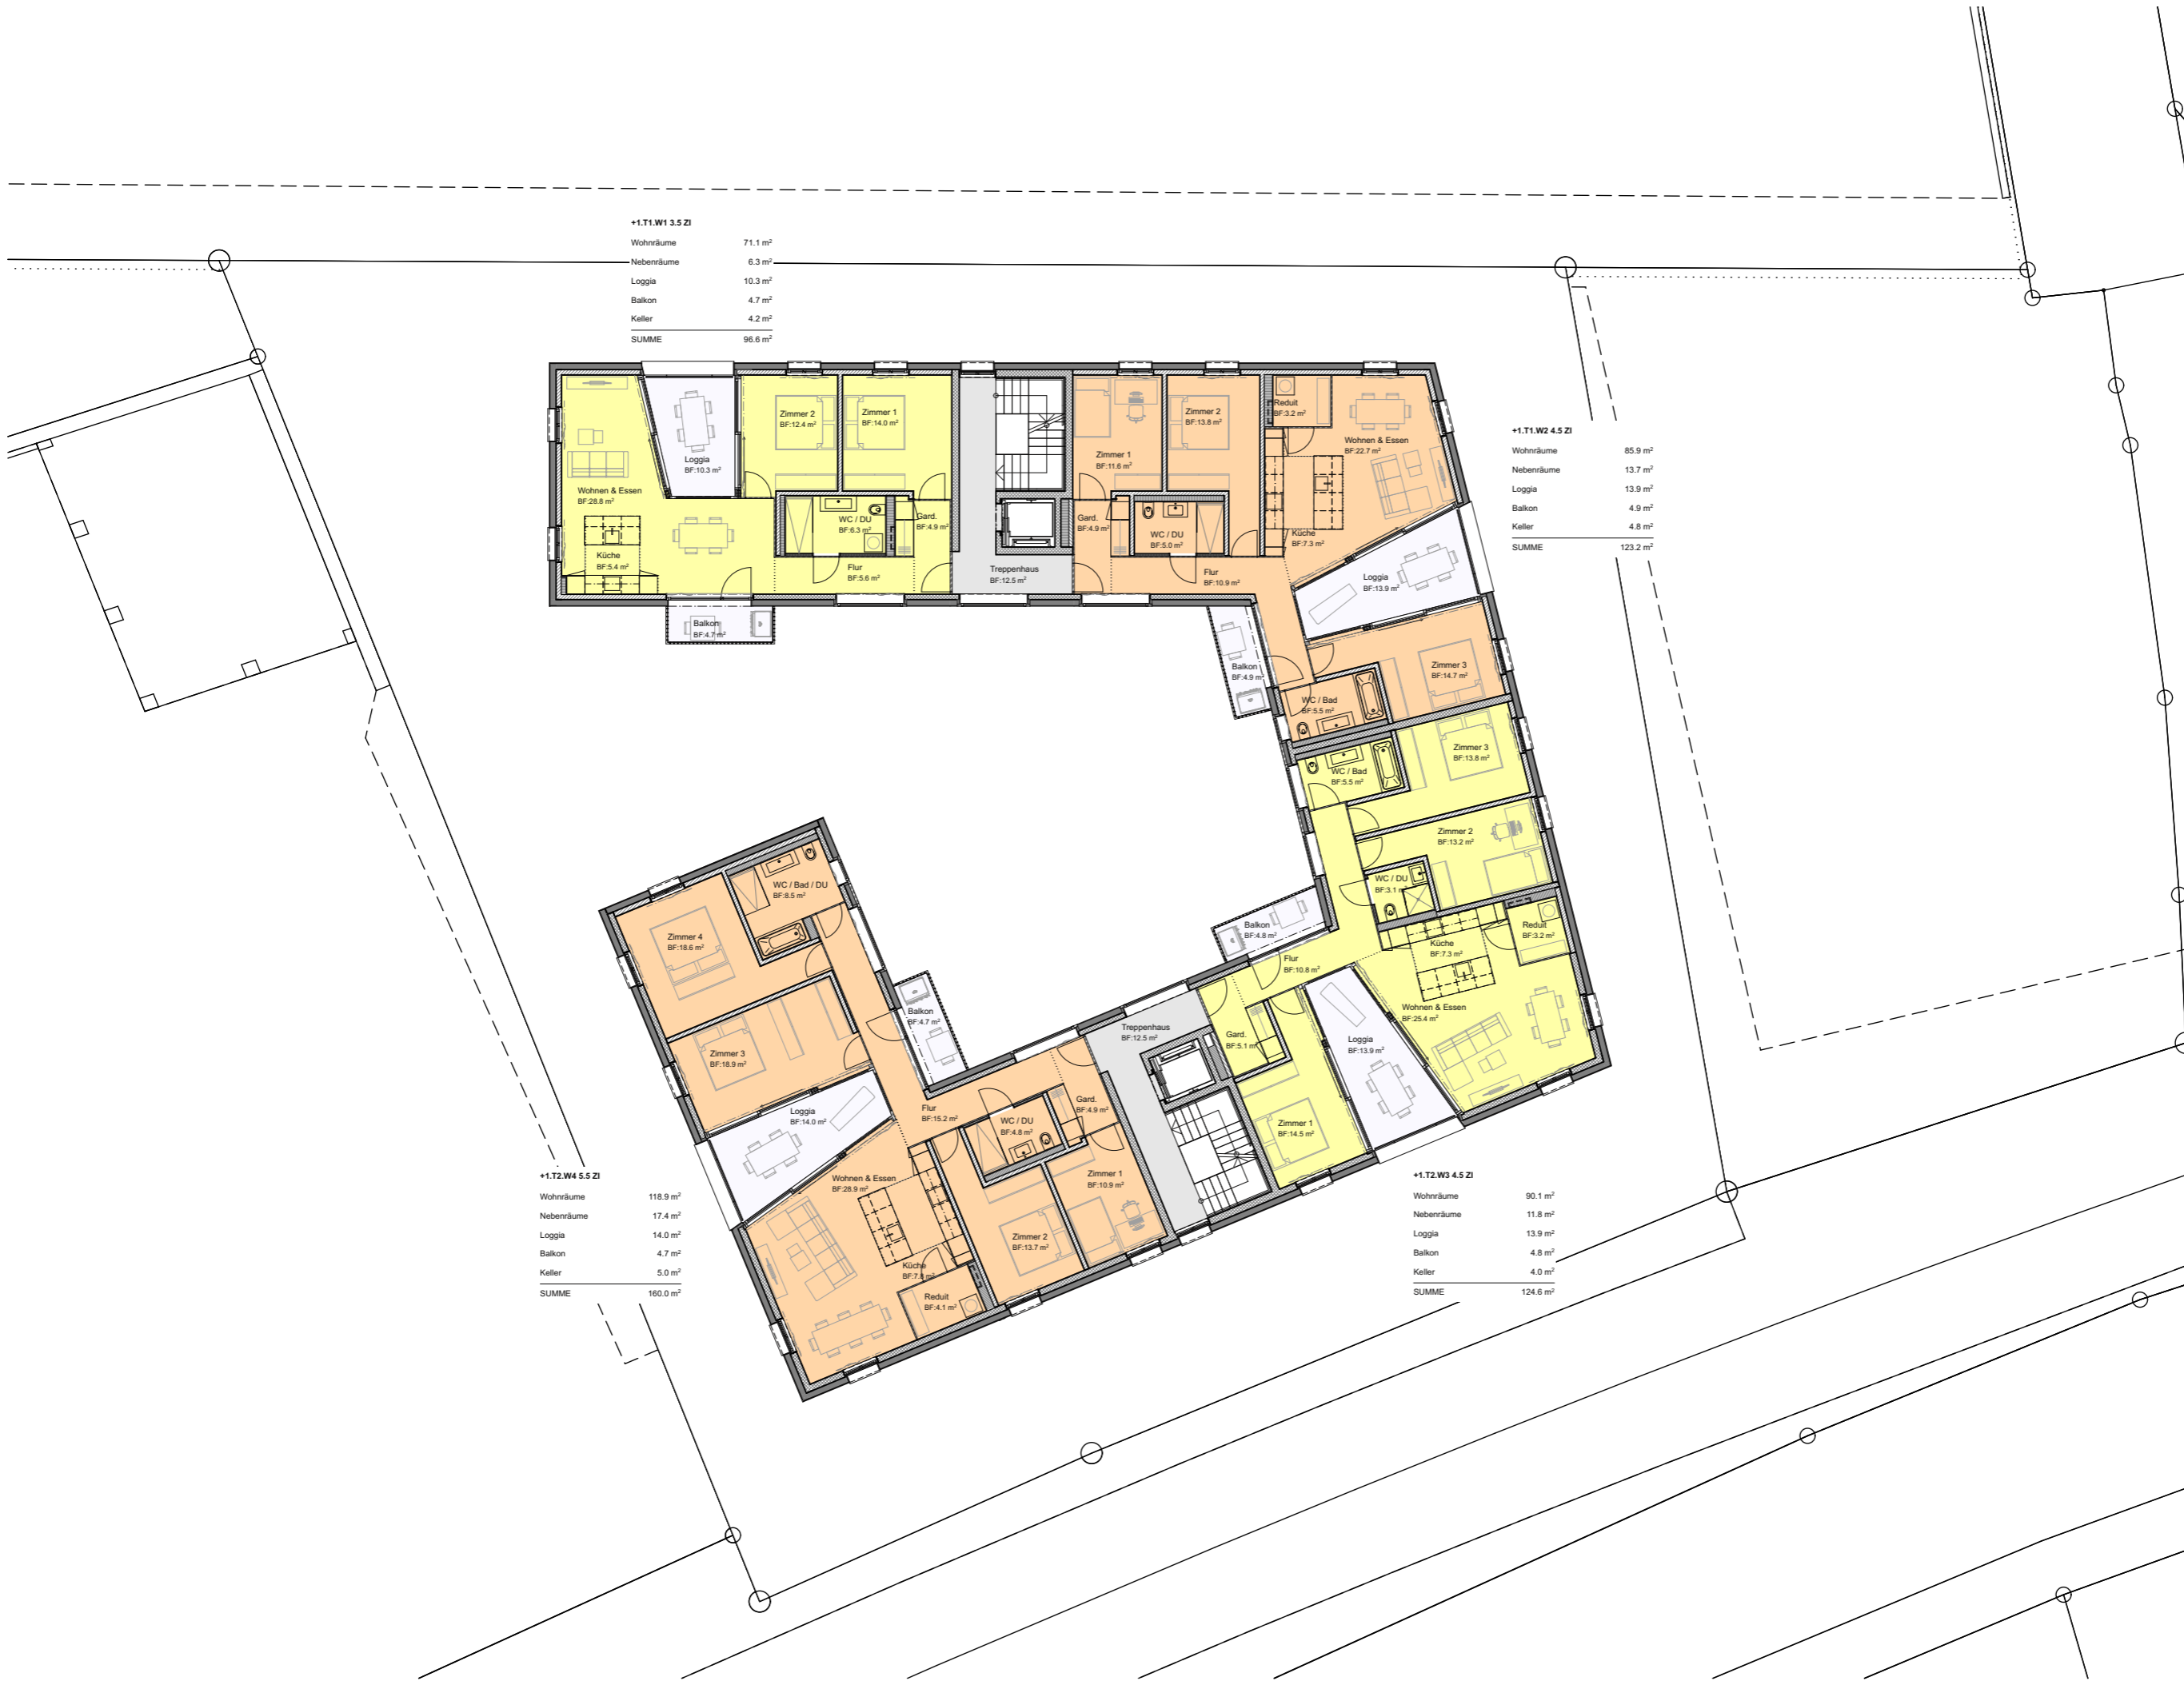 +1.T1.W1 3.5 ZI
Wohnräume 71.1 m²
Nebenräume 6.3 m²
Loggia 10.3 m²
Balkon 4.7 m²
Keller 4.2 m²
SUMME 96.6 m²
Zimmer 2
BF:12.4 m²
Zimmer 1
BF:14.0 m²
Loggia
BF:10.3 m²
Wohnen & Essen
BF:28.8 m²
WC / DU
BF:6.3 m²
Gard.
BF:4.9 m²
Küche
BF:5.4 m²
Flur
BF:5.6 m²
Balkon
BF:4.7 m²
Treppenhaus
BF:12.5 m²
+1.T1.W2 4.5 ZI
Wohnräume 85.9 m²
Nebenräume 13.7 m²
Loggia 13.9 m²
Balkon 4.9 m²
Keller 4.8 m²
SUMME 123.2 m²
Zimmer 1
BF:11.6 m²
Zimmer 2
BF:13.8 m²
Reduit
BF:3.2 m²
Wohnen & Essen
BF:22.7 m²
Gard.
BF:4.9 m²
WC / DU
BF:5.0 m²
Küche
BF:7.3 m²
Flur
BF:10.9 m²
Loggia
BF:13.9 m²
Balkon
BF:4.9 m²
Zimmer 3
BF:14.7 m²
WC / Bad
BF:5.5 m²
Zimmer 3
BF:13.8 m²
WC / Bad
BF:5.5 m²
Zimmer 2
BF:13.2 m²
WC / DU
BF:3.1 m²
Reduit
BF:3.2 m²
Küche
BF:7.3 m²
Balkon
BF:4.8 m²
Flur
BF:10.8 m²
Wohnen & Essen
BF:25.4 m²
Gard.
BF:5.1 m²
Loggia
BF:13.9 m²
Zimmer 1
BF:14.5 m²
+1.T2.W3 4.5 ZI
Wohnräume 90.1 m²
Nebenräume 11.8 m²
Loggia 13.9 m²
Balkon 4.8 m²
Keller 4.0 m²
SUMME 124.6 m²
Treppenhaus
BF:12.5 m²
WC / Bad / DU
BF:8.5 m²
Zimmer 4
BF:18.6 m²
Balkon
BF:4.7 m²
Zimmer 3
BF:18.9 m²
Loggia
BF:14.0 m²
Flur
BF:15.2 m²
Gard.
BF:4.9 m²
WC / DU
BF:4.8 m²
Wohnen & Essen
BF:28.9 m²
Zimmer 1
BF:10.9 m²
Zimmer 2
BF:13.7 m²
Küche
Reduit
BF:4.1 m²
+1.T2.W4 5.5 ZI
Wohnräume 118.9 m²
Nebenräume 17.4 m²
Loggia 14.0 m²
Balkon 4.7 m²
Keller 5.0 m²
SUMME 160.0 m²